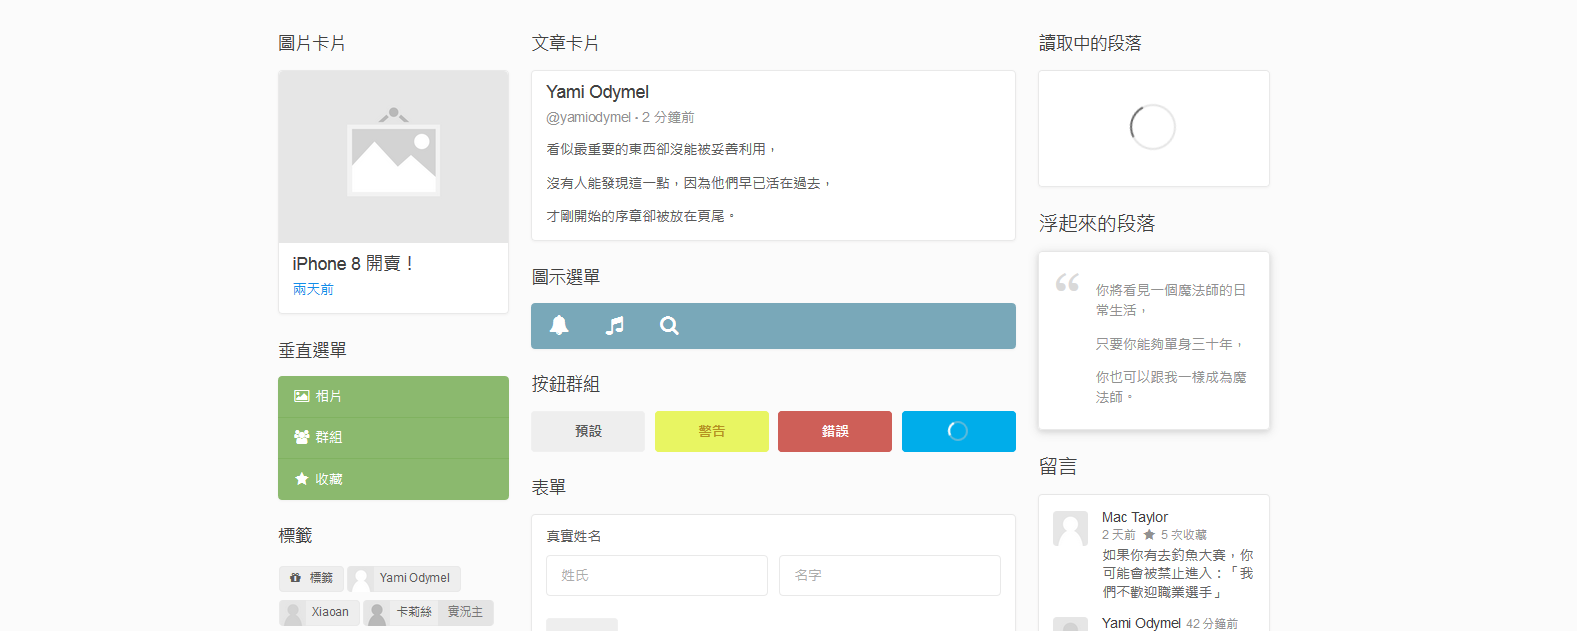 圖片卡片
iPhone 8 開賣！
兩天前
垂直選單
相片
群組
收藏
標籤
標籤 Yami Odymel
Xiaoan 卡莉絲 實況主
文章卡片
Yami Odymel
@yamiodymel • 2 分鐘前
看似最重要的東西卻沒能被妥善利用，
沒有人能發現這一點，因為他們早已活在過去，
才剛開始的序章卻被放在頁尾。
圖示選單
按鈕群組
預設 警告 錯誤
表單
真實姓名
姓氏 名字
讀取中的段落
浮起來的段落
“ 你將看見一個魔法師的日
常生活，
只要你能夠單身三十年，
你也可以跟我一樣成為魔
法師。
留言
Mac Taylor
2 天前 ★ 5 次收藏
如果你有去釣魚大賽，你
可能會被禁止進入：「我
們不歡迎職業選手」
Yami Odymel 42 分鐘前